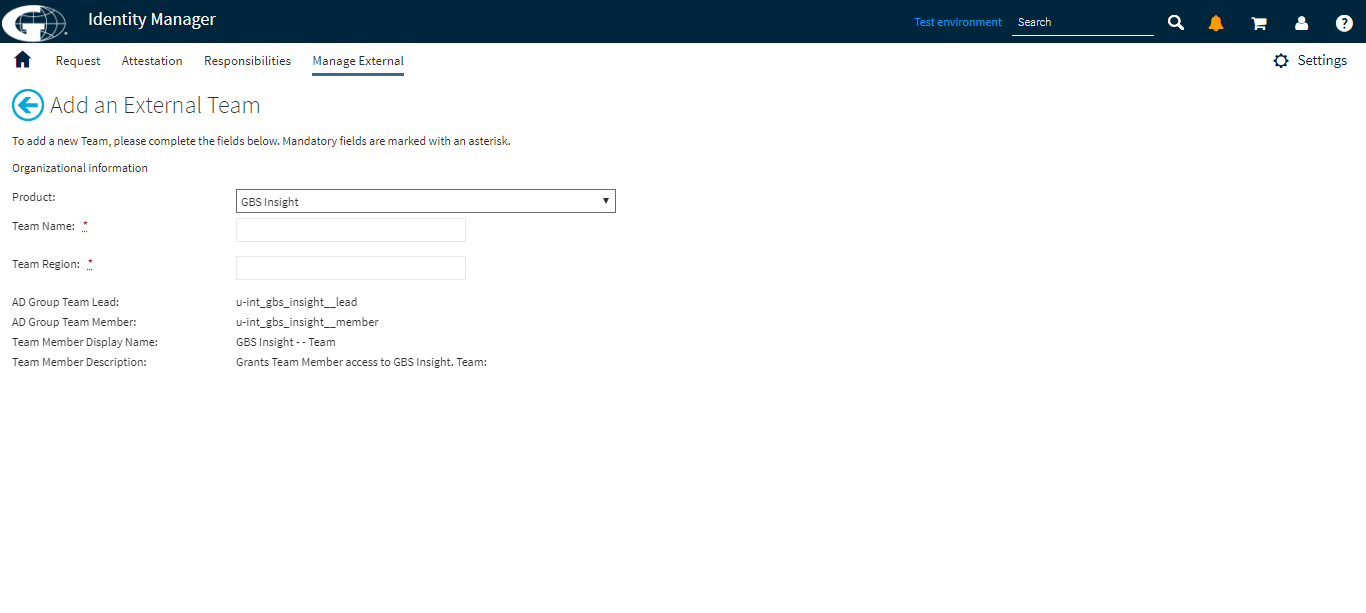 Identity Manager
Test environment
Search
Request Attestation Responsibilities Manage External
Settings
Add an External Team
To add a new Team, please complete the fields below. Mandatory fields are marked with an asterisk.
Organizational information
Product: GBS Insight
Team Name: *
Team Region: *
AD Group Team Lead: u-int_gbs_insight__lead
AD Group Team Member: u-int_gbs_insight__member
Team Member Display Name: GBS Insight - - Team
Team Member Description: Grants Team Member access to GBS Insight. Team: